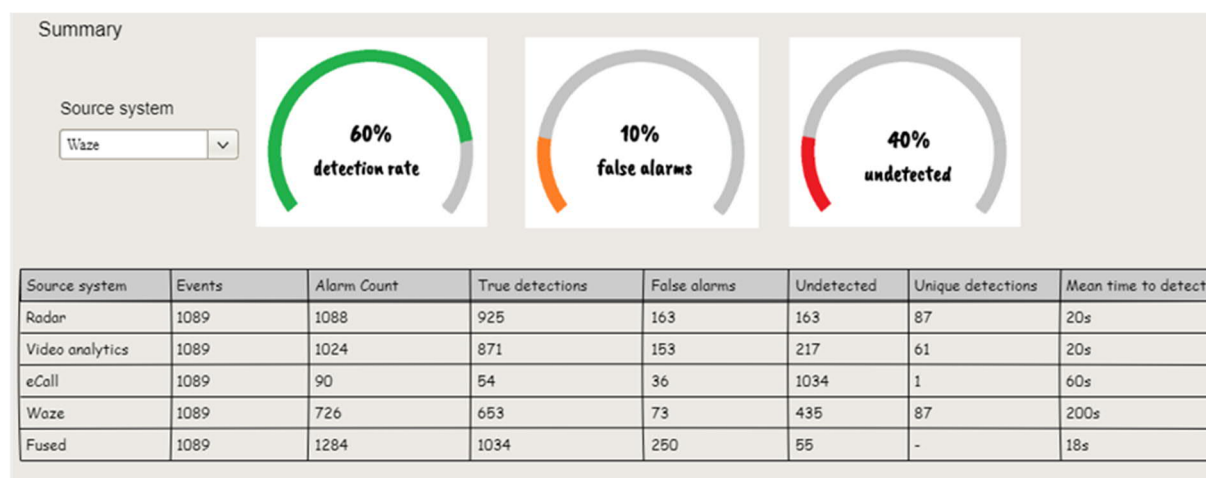 Summary
Source system
Waze
60%
detection rate
10%
false alarms
40%
undetected
Source system Events Alarm Count True detections False alarms Undetected Unique detections Mean time to detect
Radar 1089 1088 925 163 163 87 20s
Video analytics 1089 1024 871 153 217 61 20s
eCall 1089 90 54 36 1034 1 60s
Waze 1089 726 653 73 435 87 200s
Fused 1089 1284 1034 250 55 - 18s